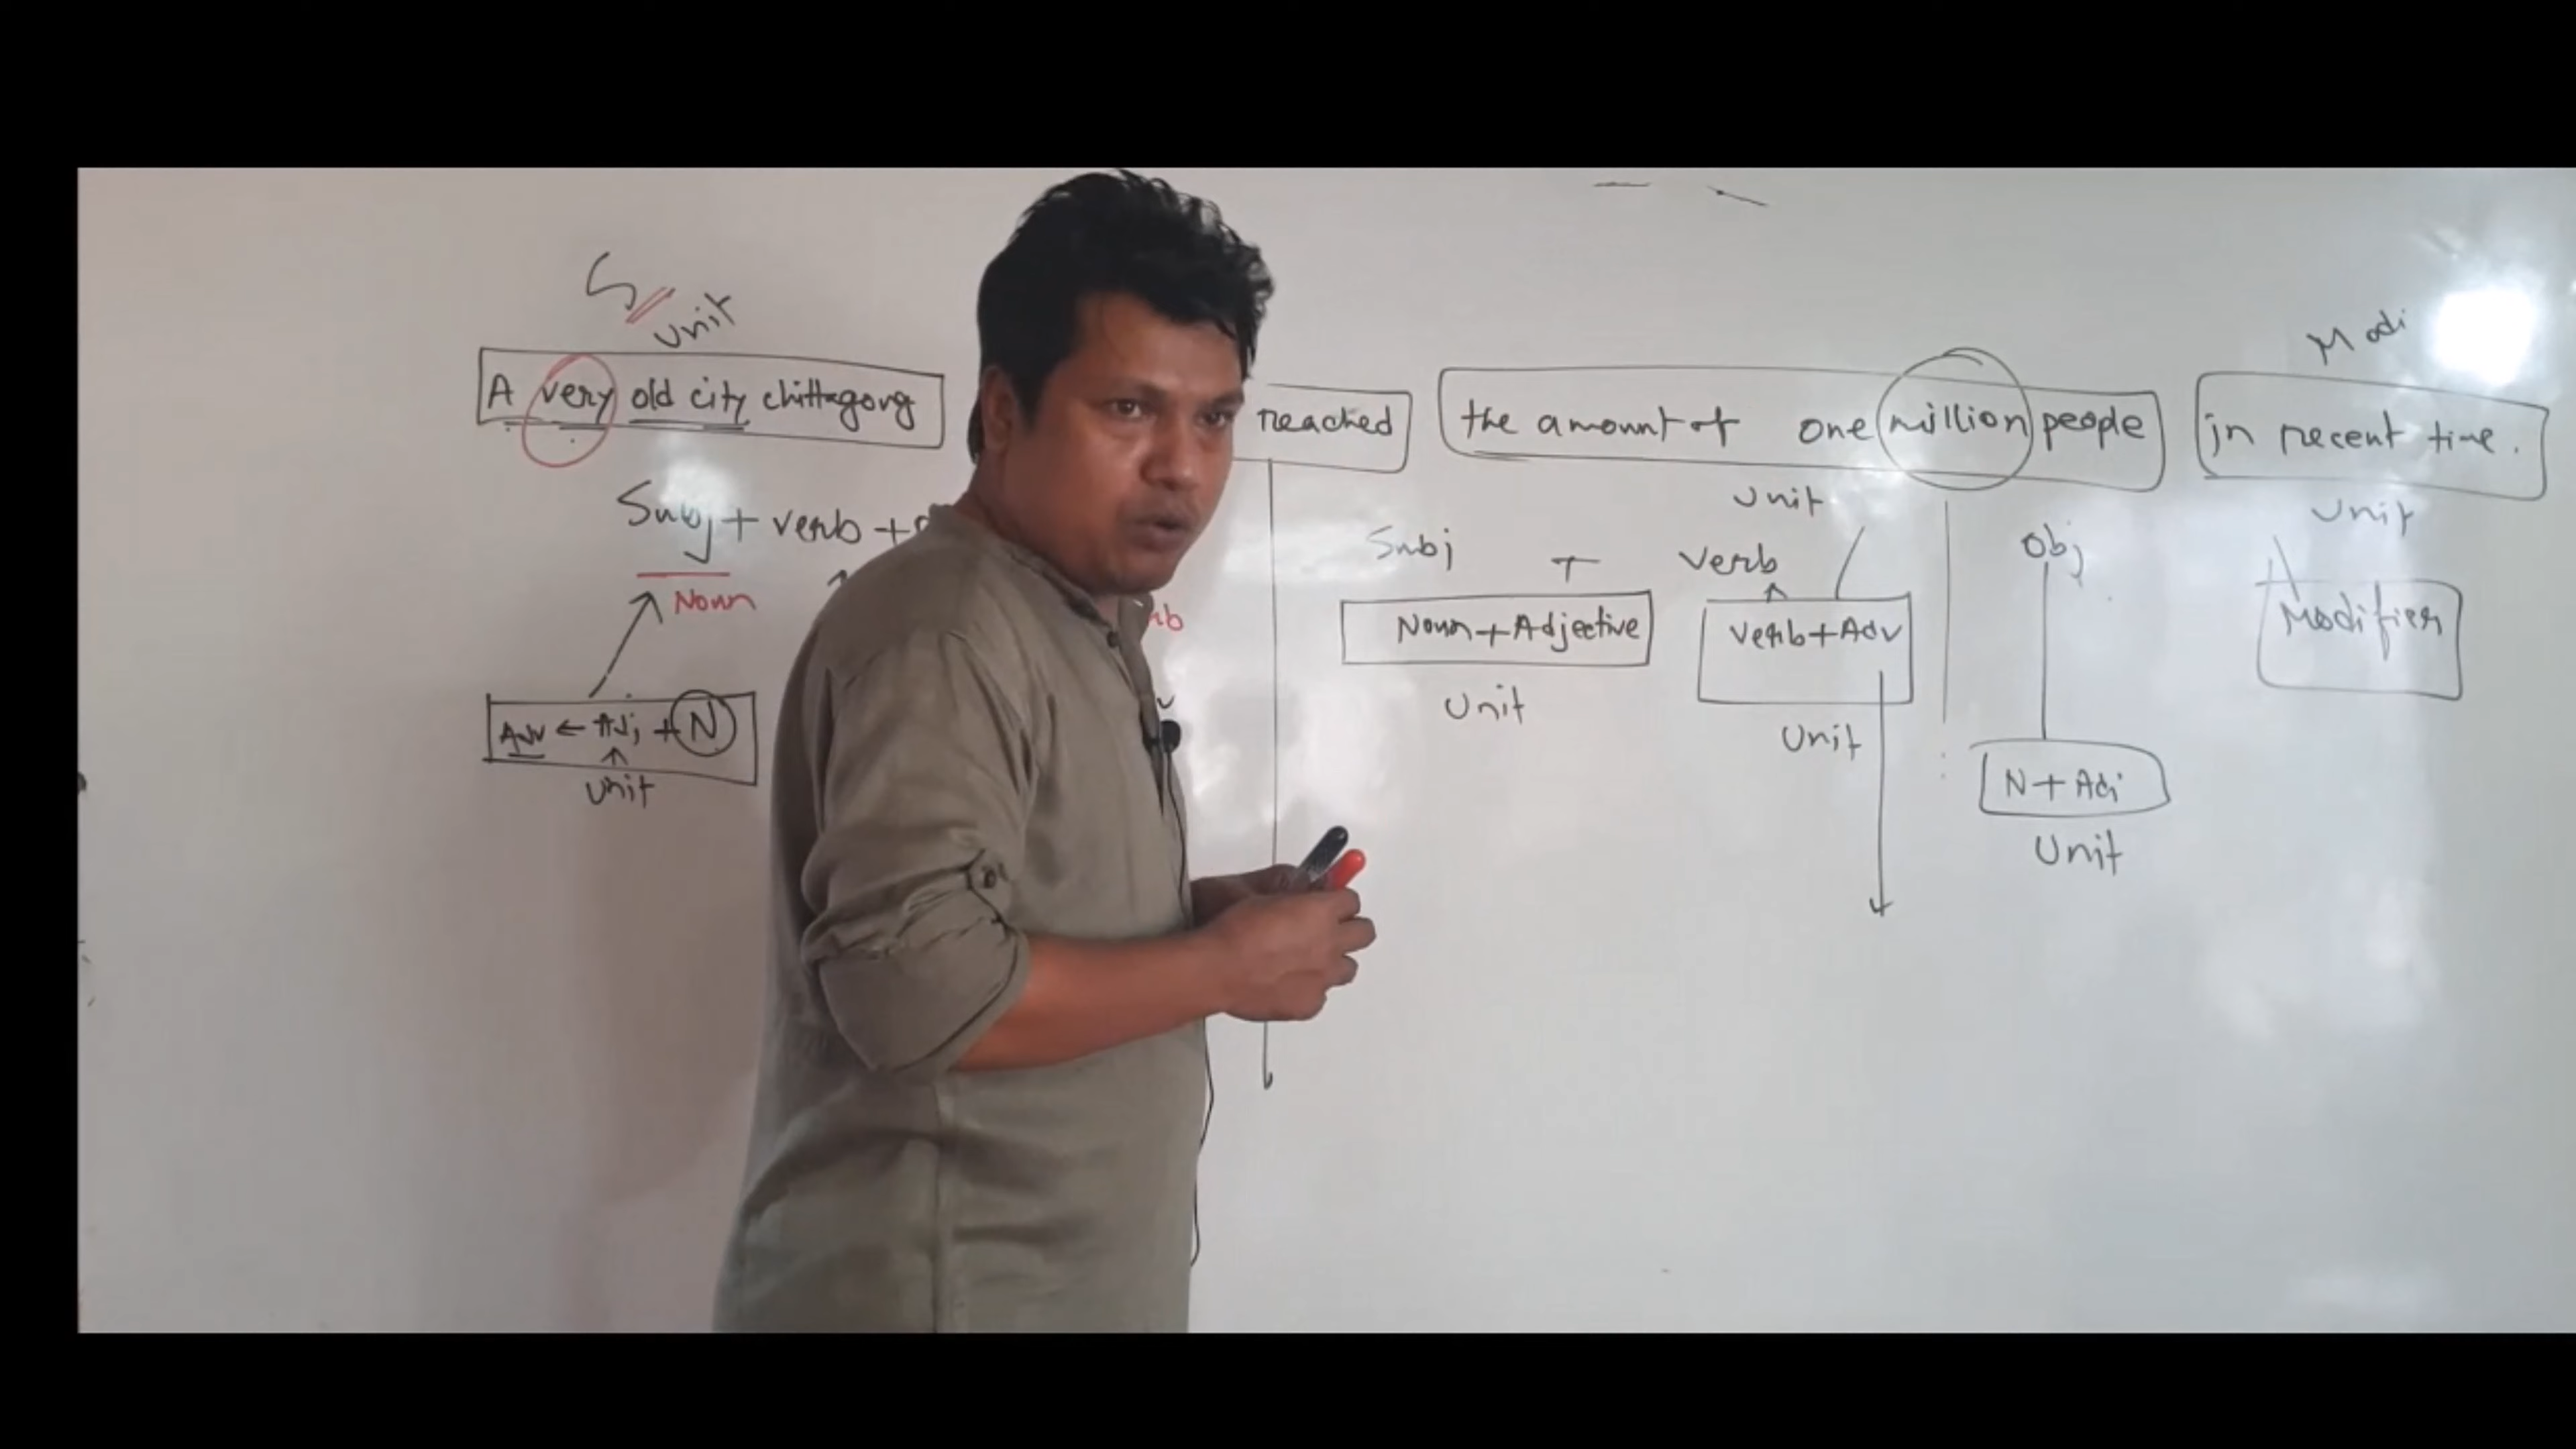 S
unit
Modi
A very old city chittagong
reached
the amount of one million people
in recent time.
unit
unit
Subj + verb +
Subj + verb
Obj
Noun
Noun + Adjective
verb + Adv
Modifier
Unit
Unit
Adv ← Adj + N
unit
N + Adj
Unit